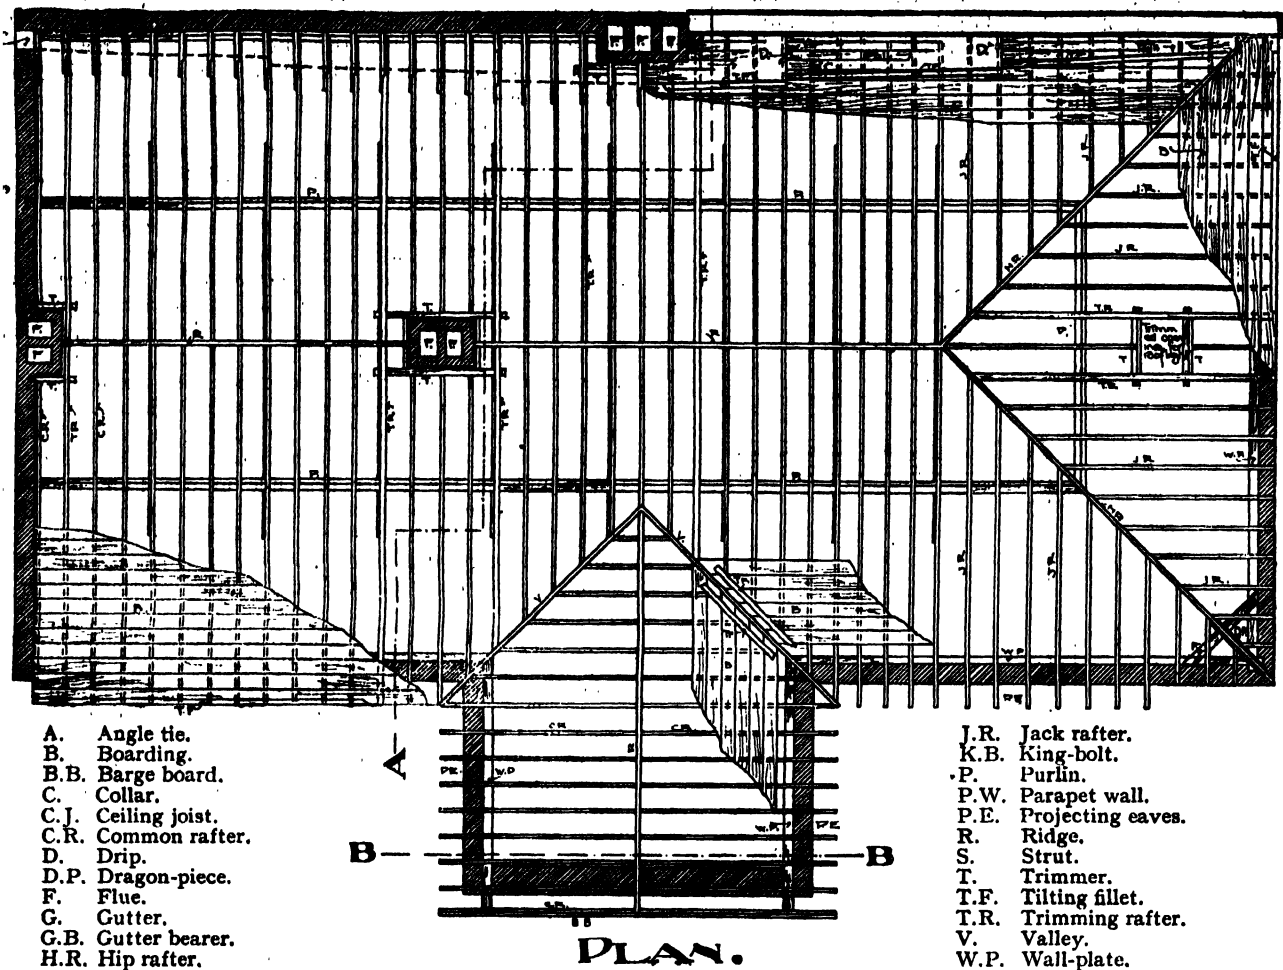 F F F
J.R.
J.R.
J.R.
P.
J.R.
H.R.
T.R.
T.
T.
F.
F
R
F.
F
P.
T
T
T.
T.
T.R.
C.R.
T.R.
C.R.
T.R.
T.R.
J.R.
W.P.
V.
J.R.
J.R.
J.R.
V.
B
W.P.
T.F.
P.E.
C.R.
C.R.
P.E.
W.P
R
W.P.
P.E
A
B B
B B
PLAN.
A. Angle tie.
B. Boarding.
B.B. Barge board.
C. Collar.
C.J. Ceiling joist.
C.R. Common rafter.
D. Drip.
D.P. Dragon-piece.
F. Flue.
G. Gutter.
G.B. Gutter bearer.
H.R. Hip rafter.
J.R. Jack rafter.
K.B. King-bolt.
P. Purlin.
P.W. Parapet wall.
P.E. Projecting eaves.
R. Ridge.
S. Strut.
T. Trimmer.
T.F. Tilting fillet.
T.R. Trimming rafter.
V. Valley.
W.P. Wall-plate.